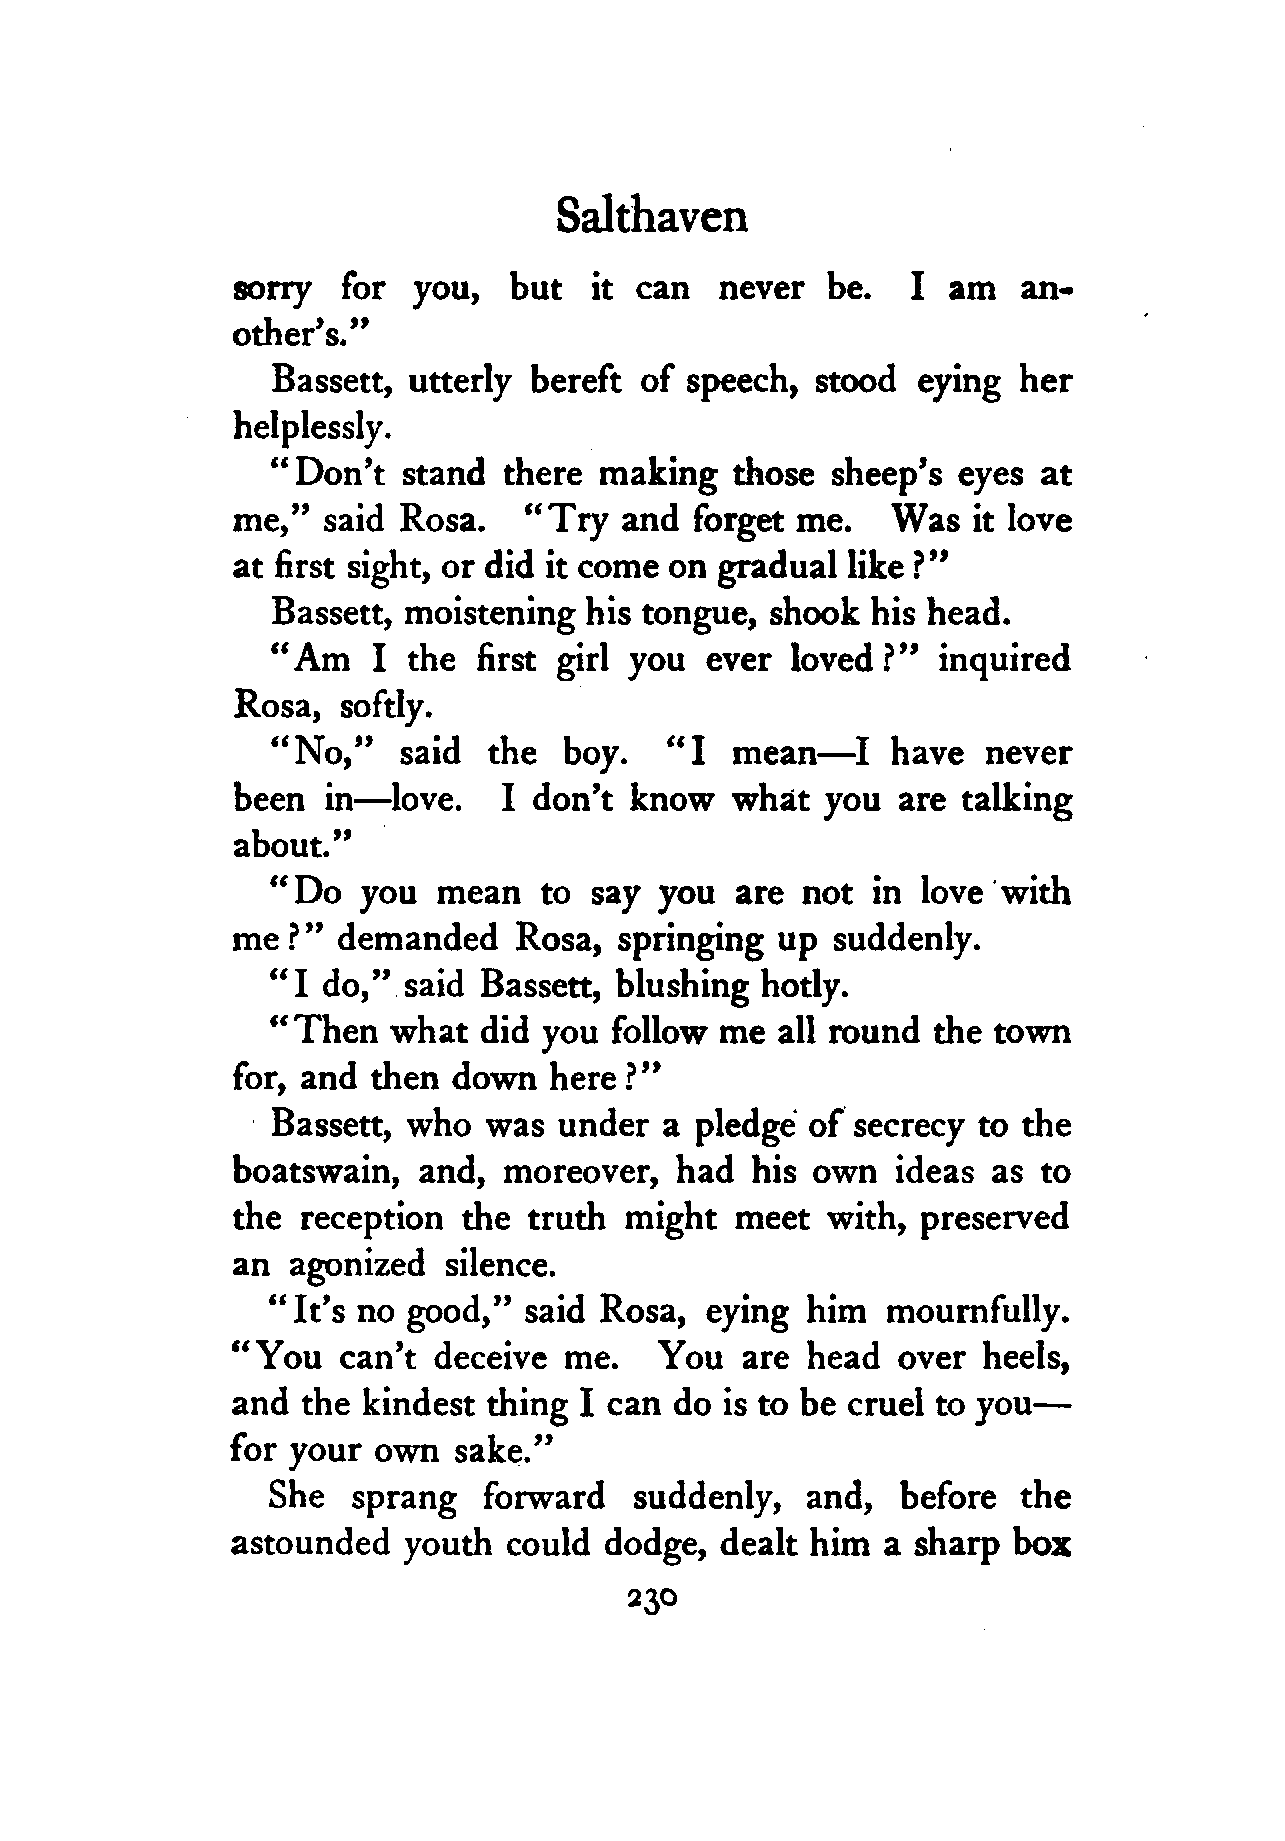 Salthaven
sorry for you, but it can never be. I am an-
other's."
Bassett, utterly bereft of speech, stood eying her
helplessly.
"Don't stand there making those sheep's eyes at
me," said Rosa. "Try and forget me. Was it love
at first sight, or did it come on gradual like?"
Bassett, moistening his tongue, shook his head.
"Am I the first girl you ever loved?" inquired
Rosa, softly.
"No," said the boy. "I mean—I have never
been in—love. I don't know what you are talking
about."
"Do you mean to say you are not in love with
me?" demanded Rosa, springing up suddenly.
"I do," said Bassett, blushing hotly.
"Then what did you follow me all round the town
for, and then down here?"
Bassett, who was under a pledge of secrecy to the
boatswain, and, moreover, had his own ideas as to
the reception the truth might meet with, preserved
an agonized silence.
"It's no good," said Rosa, eying him mournfully.
"You can't deceive me. You are head over heels,
and the kindest thing I can do is to be cruel to you—
for your own sake."
She sprang forward suddenly, and, before the
astounded youth could dodge, dealt him a sharp box
230